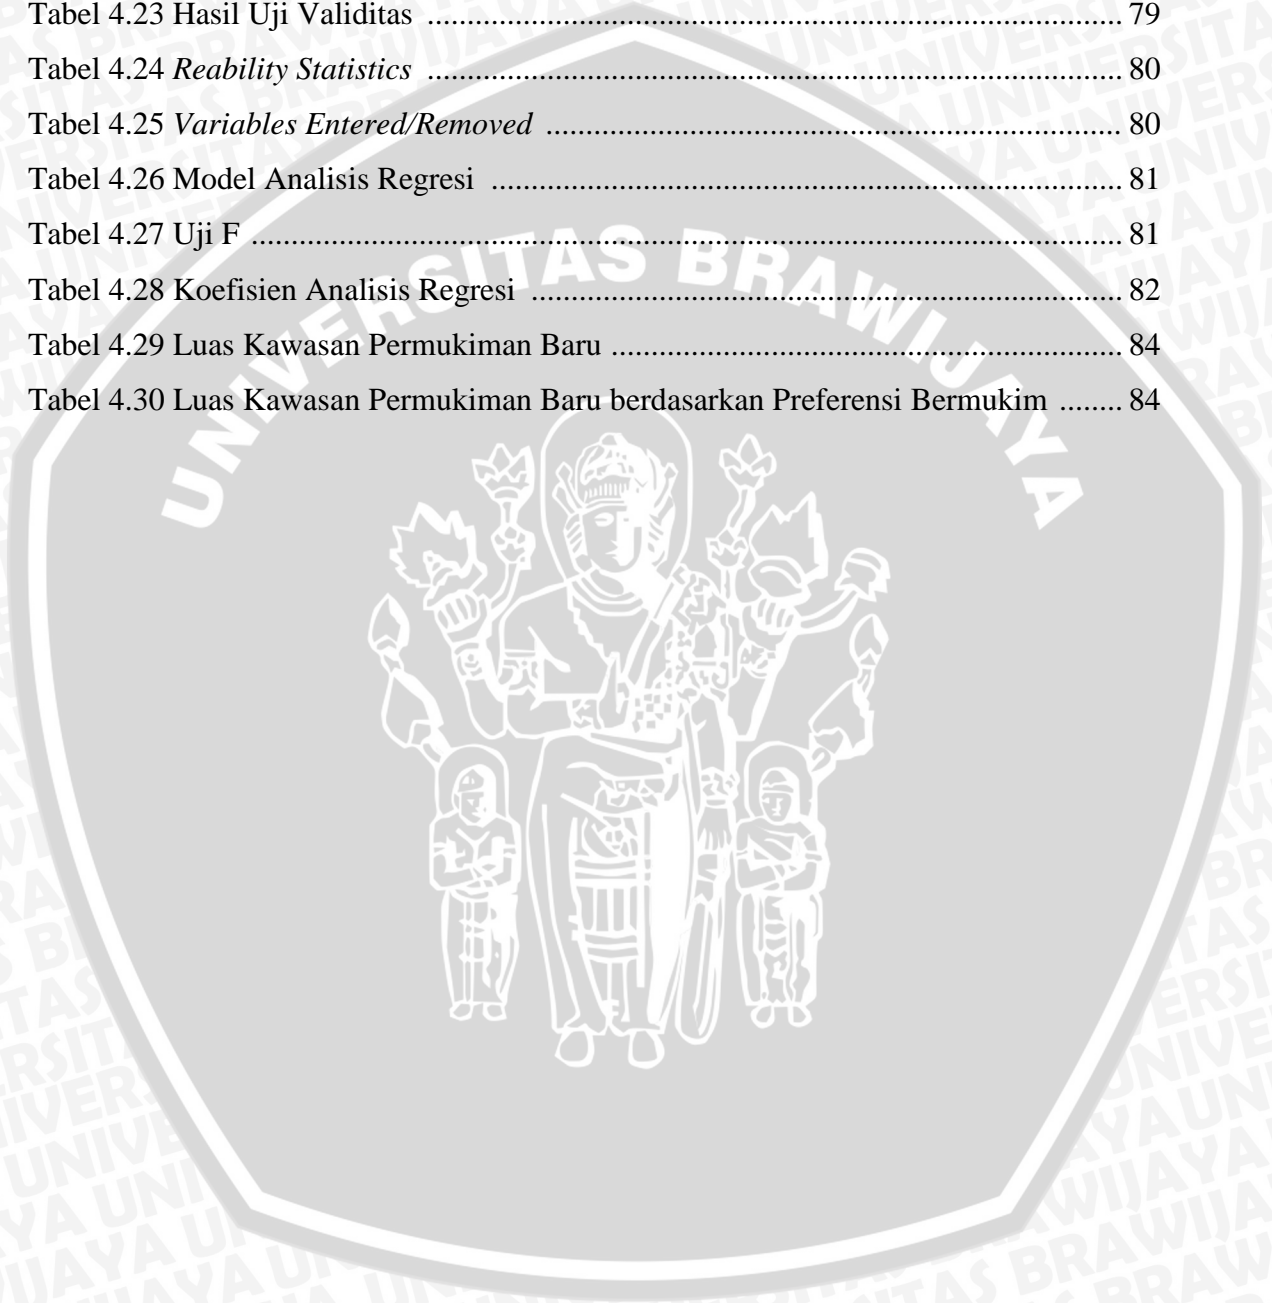 Tabel 4.23 Hasil Uji Validitas ........................................................................................ 79
Tabel 4.24 Reability Statistics ........................................................................................ 80
Tabel 4.25 Variables Entered/Removed ......................................................................... 80
Tabel 4.26 Model Analisis Regresi ................................................................................ 81
Tabel 4.27 Uji F ............................................................................................................. 81
Tabel 4.28 Koefisien Analisis Regresi ........................................................................... 82
Tabel 4.29 Luas Kawasan Permukiman Baru ................................................................. 84
Tabel 4.30 Luas Kawasan Permukiman Baru berdasarkan Preferensi Bermukim ........ 84
UNIVERSITAS BRAWIJAYA